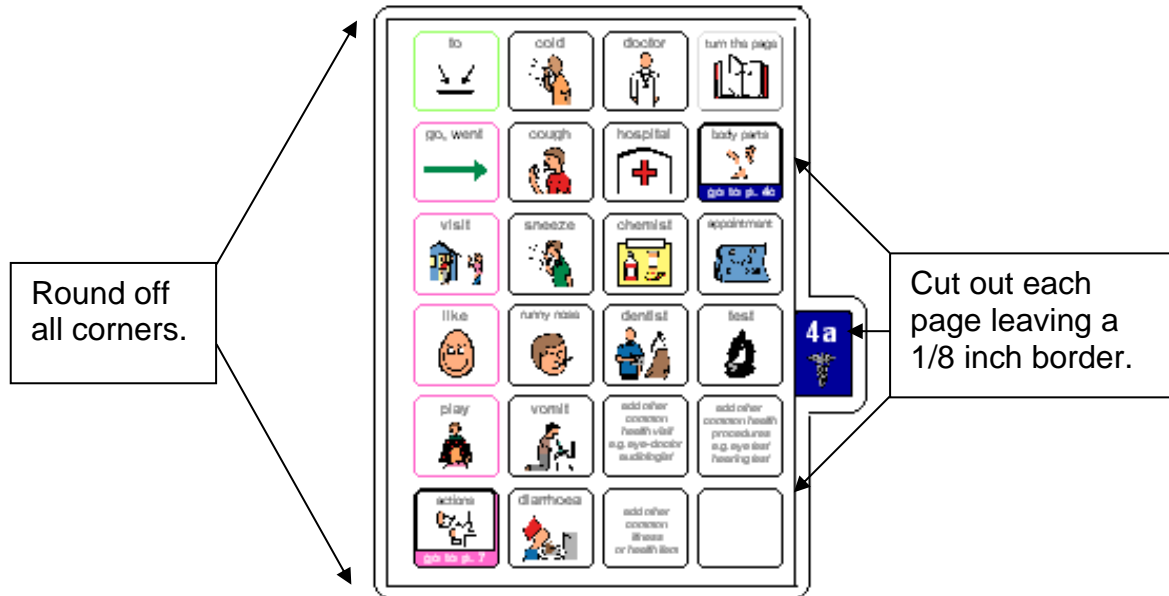 Round off
all corners.
to
cold
doctor
turn the page
go, went
cough
hospital
body parts
go to p. 4c
visit
sneeze
chemist
appointment
like
runny nose
dentist
test
4a
play
vomit
add other
common
health visit
e.g. eye-doctor
audiologist
add other
common health
procedures
e.g. eye test
hearing test
actions
go to p. 7
diarrhoea
add other
common
illness
or health item
Cut out each
page leaving a
1/8 inch border.